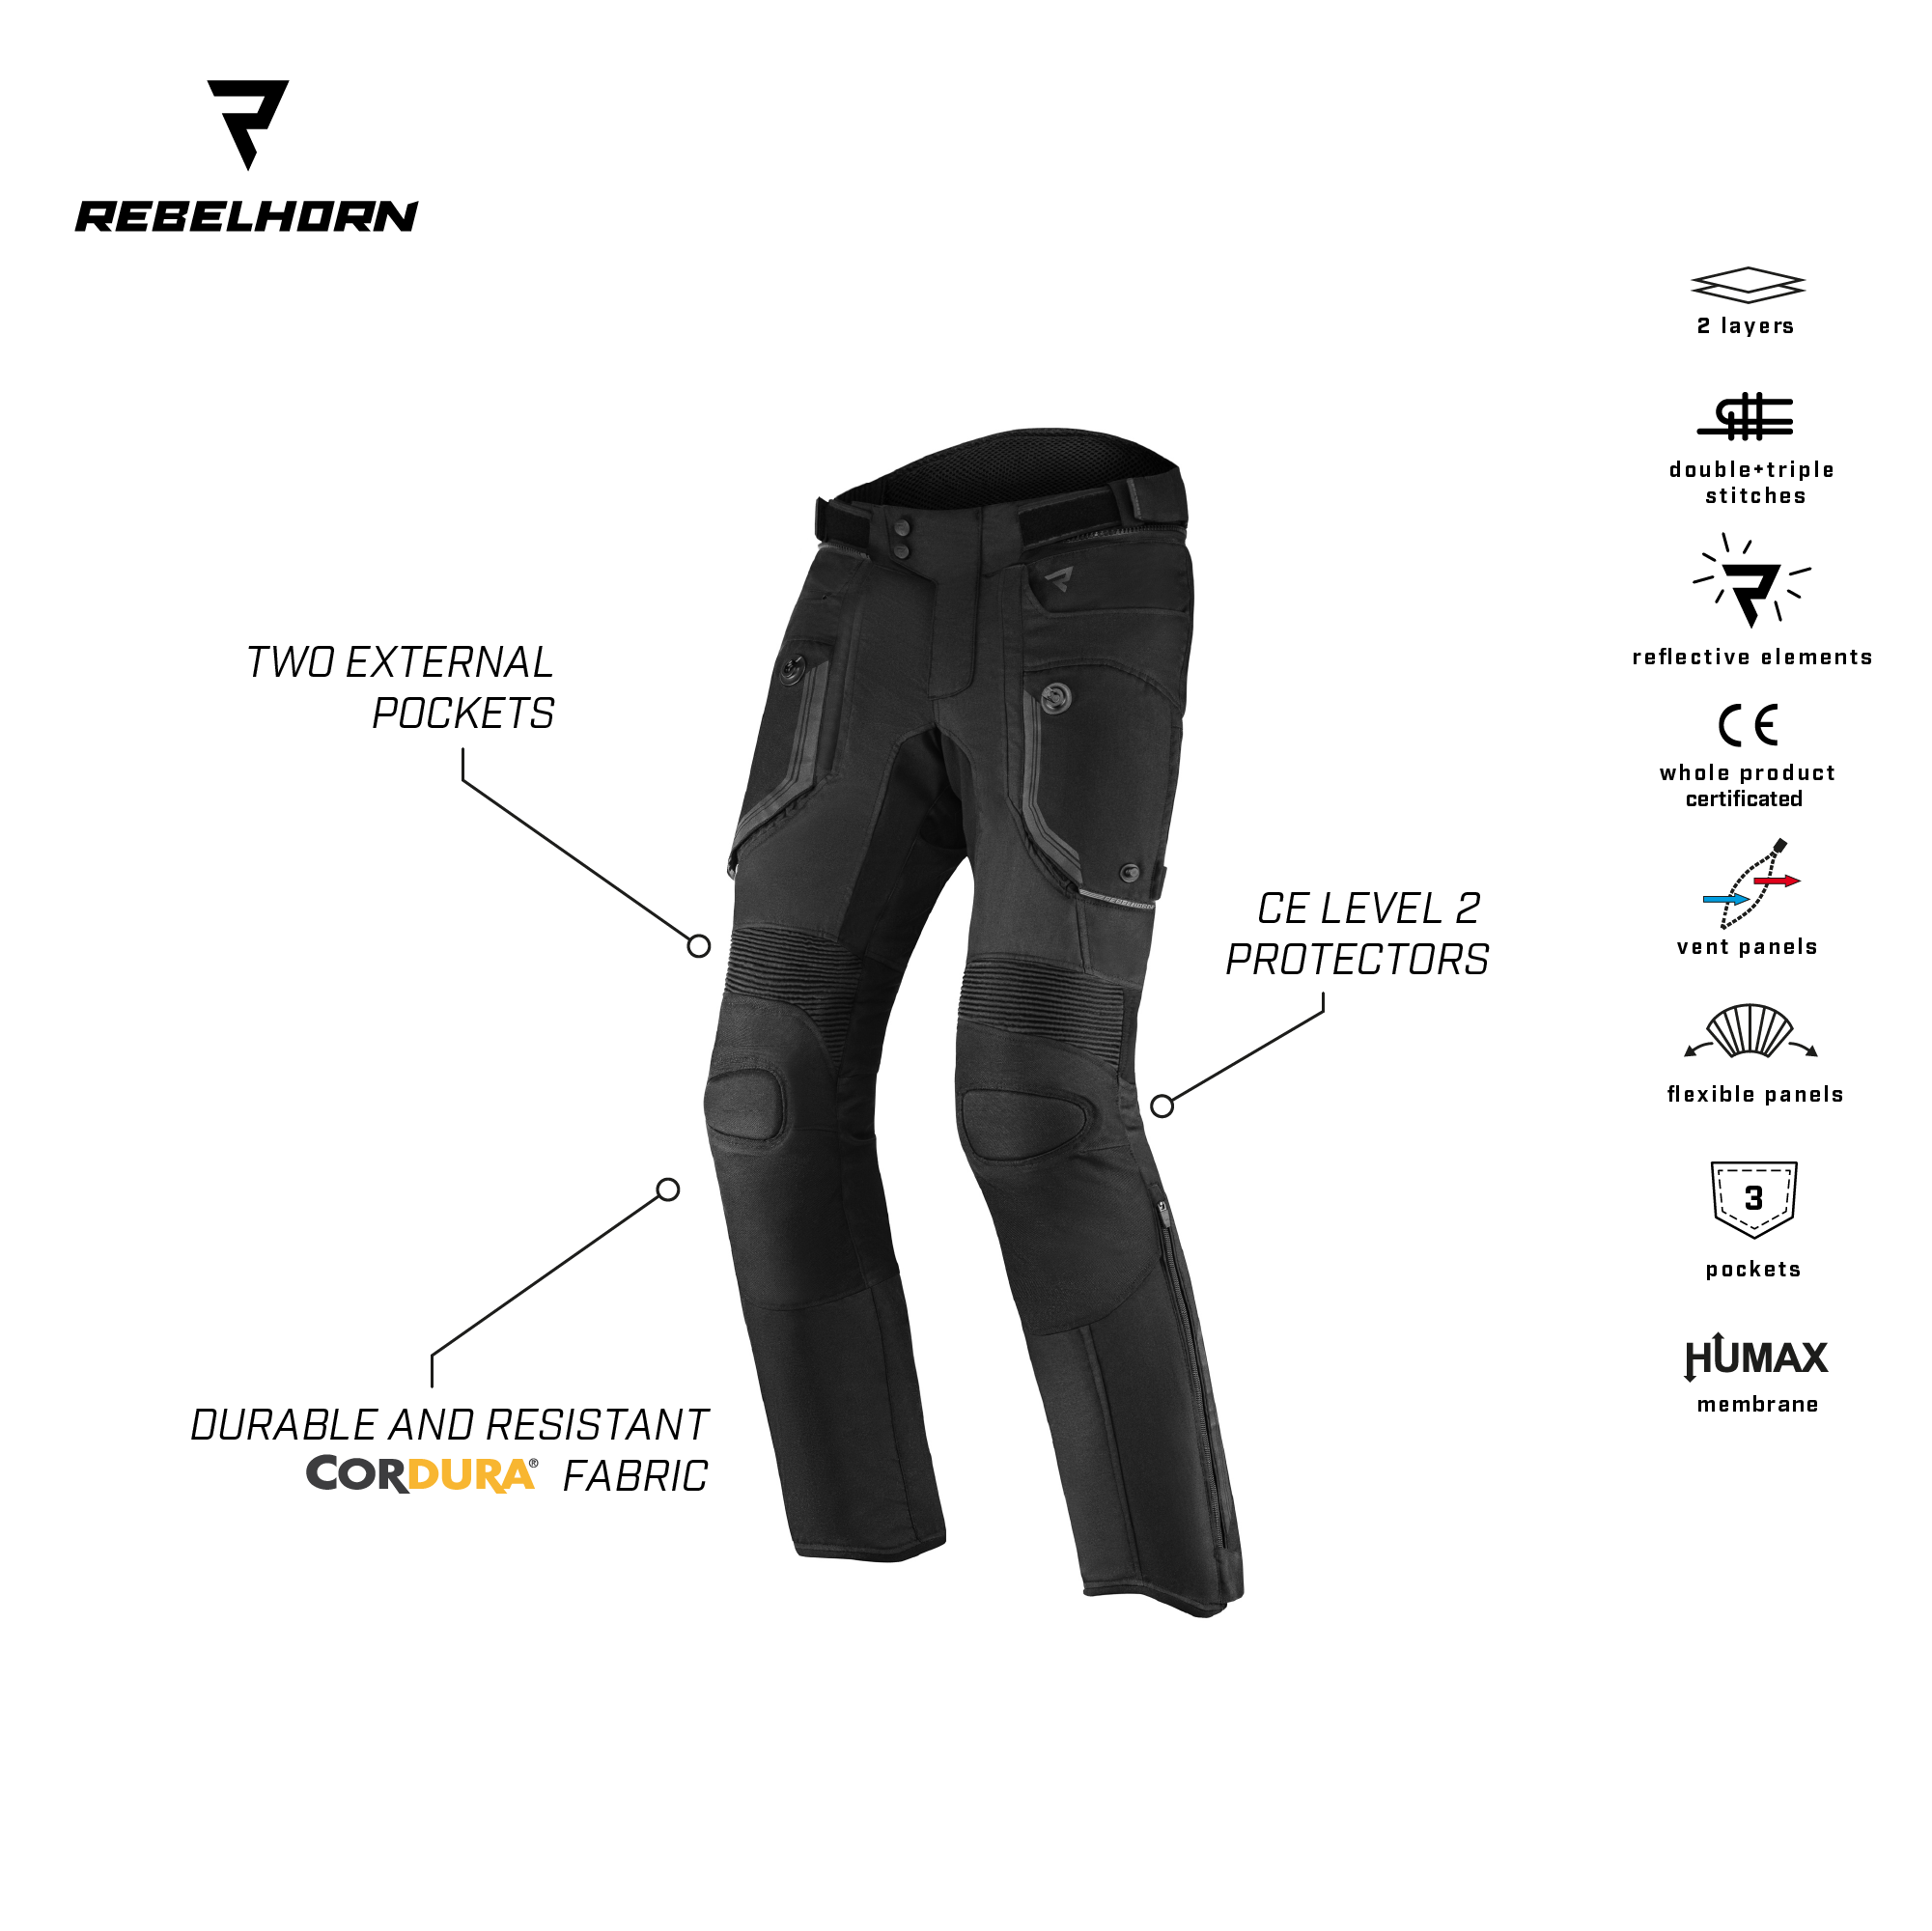 REBELHORN
2 layers
double+triple
stitches
reflective elements
CE
whole product
certificated
vent panels
flexible panels
3
pockets
HUMAX
membrane
TWO EXTERNAL
POCKETS
CE LEVEL 2
PROTECTORS
DURABLE AND RESISTANT
CORDURA® FABRIC